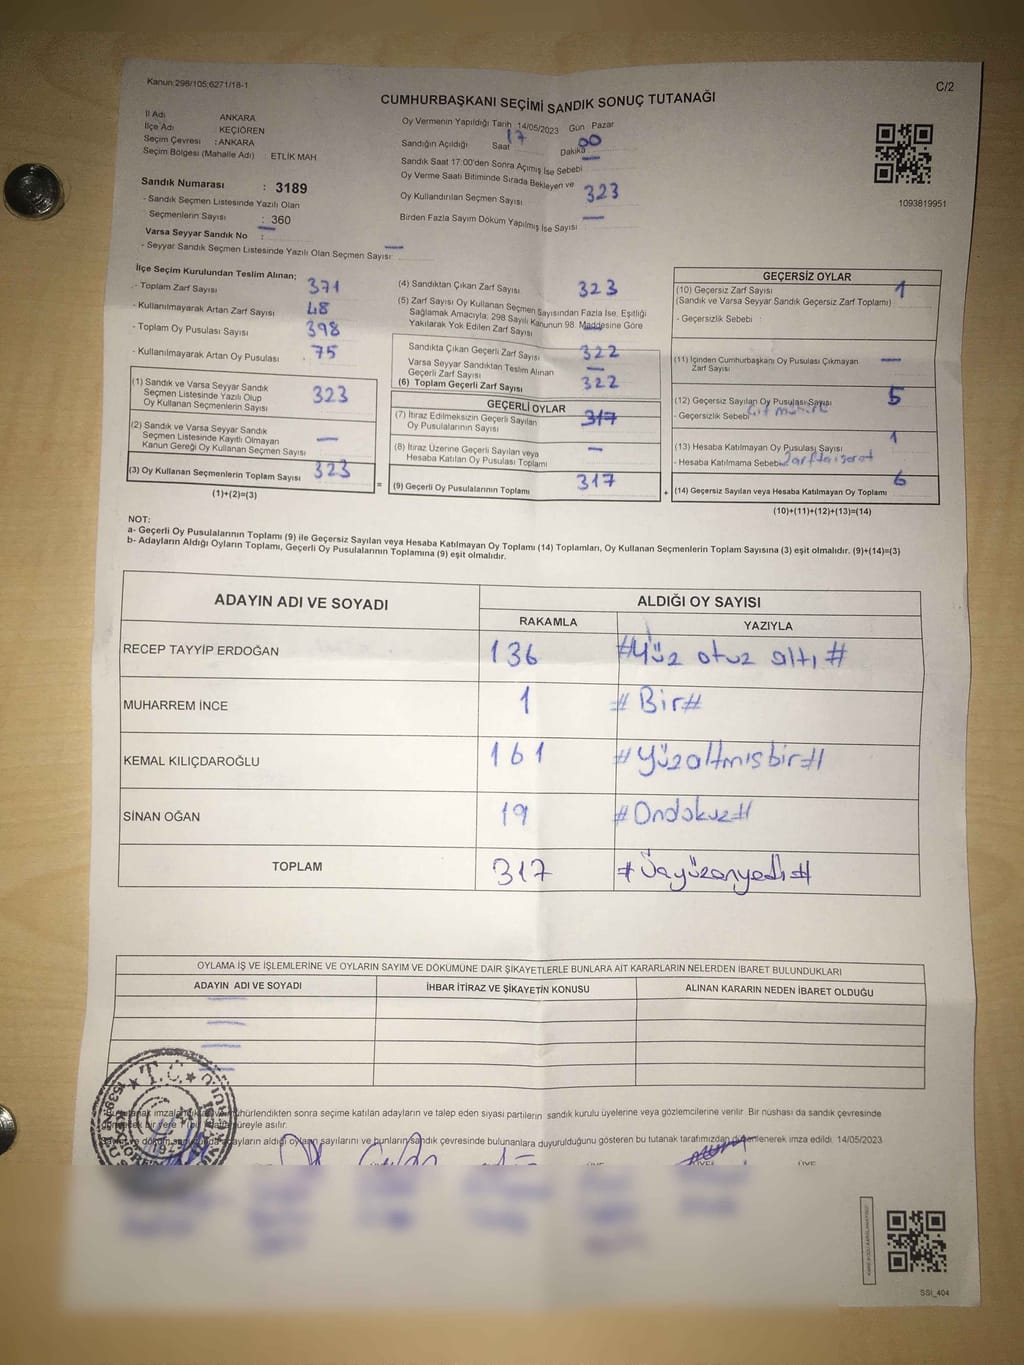 Kanun:298/105:6271/18-1
C/2
CUMHURBAŞKANI SEÇİMİ SANDIK SONUÇ TUTANAĞI
İl Adı ANKARA
İlçe Adı KEÇİÖREN
Seçim Çevresi : ANKARA
Seçim Bölgesi (Mahalle Adı) : ETLİK MAH.
Sandık Numarası : 3189
- Sandık Seçmen Listesinde Yazılı Olan
Seçmenlerin Sayısı : 360
Varsa Seyyar Sandık No : —
- Seyyar Sandık Seçmen Listesinde Yazılı Olan Seçmen Sayısı: —
Oy Vermenin Yapıldığı Tarih 14/05/2023 Gün Pazar
Sandığın Açıldığı Saat 17 Dakika 00
Sandık Saat 17:00'den Sonra Açımış İse Sebebi —
Oy Verme Saati Bitiminde Sırada Bekleyen ve
Oy Kullandırılan Seçmen Sayısı 323
Birden Fazla Sayım Döküm Yapılmış İse Sayısı —
1093819951
İlçe Seçim Kurulundan Teslim Alınan;
- Toplam Zarf Sayısı 371
- Kullanılmayarak Artan Zarf Sayısı 48
- Toplam Oy Pusulası Sayısı 398
- Kullanılmayarak Artan Oy Pusulası 75
(1) Sandık ve Varsa Seyyar Sandık
Seçmen Listesinde Yazılı Olup
Oy Kullanan Seçmenlerin Sayısı 323
(2) Sandık ve Varsa Seyyar Sandık
Seçmen Listesinde Kayıtlı Olmayan
Kanun Gereği Oy Kullanan Seçmen Sayısı —
(3) Oy Kullanan Seçmenlerin Toplam Sayısı 323
(1)+(2)=(3)
=
(4) Sandıktan Çıkan Zarf Sayısı 323
(5) Zarf Sayısı Oy Kullanan Seçmen Sayısından Fazla İse, Eşitliği
Sağlamak Amacıyla; 298 Sayılı Kanunun 98. Maddesine Göre
Yakılarak Yok Edilen Zarf Sayısı —
Sandıkta Çıkan Geçerli Zarf Sayısı 322
Varsa Seyyar Sandıktan Teslim Alınan
Geçerli Zarf Sayısı —
(6) Toplam Geçerli Zarf Sayısı 322
GEÇERLİ OYLAR
(7) İtiraz Edilmeksizin Geçerli Sayılan
Oy Pusulalarının Sayısı 317
(8) İtiraz Üzerine Geçerli Sayılan veya
Hesaba Katılan Oy Pusulası Toplamı —
(9) Geçerli Oy Pusulalarının Toplamı 317
+
GEÇERSİZ OYLAR
(10) Geçersiz Zarf Sayısı 1
(Sandık ve Varsa Seyyar Sandık Geçersiz Zarf Toplamı)
- Geçersizlik Sebebi
(11) İçinden Cumhurbaşkanı Oy Pusulası Çıkmayan
Zarf Sayısı —
(12) Geçersiz Sayılan Oy Pusulası Sayısı 5
- Geçersizlik Sebebi
(13) Hesaba Katılmayan Oy Pusulası Sayısı 1
- Hesaba Katılmama Sebebi
(14) Geçersiz Sayılan veya Hesaba Katılmayan Oy Toplamı 6
(10)+(11)+(12)+(13)=(14)
NOT:
a- Geçerli Oy Pusulalarının Toplamı (9) ile Geçersiz Sayılan veya Hesaba Katılmayan Oy Toplamı (14) Toplamları, Oy Kullanan Seçmenlerin Toplam Sayısına (3) eşit olmalıdır. (9)+(14)=(3)
b- Adayların Aldığı Oyların Toplamı, Geçerli Oy Pusulalarının Toplamına (9) eşit olmalıdır.
ADAYIN ADI VE SOYADI ALDIĞI OY SAYISI
RAKAMLA YAZIYLA
RECEP TAYYİP ERDOĞAN 136 #Yüz otuz altı #
MUHARREM İNCE 1 # Bir#
KEMAL KILIÇDAROĞLU 161 #Yüzaltmışbir#
SİNAN OĞAN 19 #Ondokuz#
TOPLAM 317 #Üçyüzonyedi#
OYLAMA İŞ VE İŞLEMLERİNE VE OYLARIN SAYIM VE DÖKÜMÜNE DAİR ŞİKAYETLERLE BUNLARA AİT KARARLARIN NELERDEN İBARET BULUNDUKLARI
ADAYIN ADI VE SOYADI İHBAR İTİRAZ VE ŞİKAYETİN KONUSU ALINAN KARARIN NEDEN İBARET OLDUĞU
—
—
—
—
T.C.
imzalandıktan ve mühürlendikten sonra seçime katılan adayların ve talep eden siyasi partilerin sandık kurulu üyelerine veya gözlemcilerine verilir. Bir nüshası da sandık çevresinde
süreyle asılır.
adayların aldığı oyların sayılarını ve bunların sandık çevresinde bulunanlara duyurulduğunu gösteren bu tutanak tarafımızdan düzenlenerek imza edildi. 14/05/2023
ÜYE
SSI_404